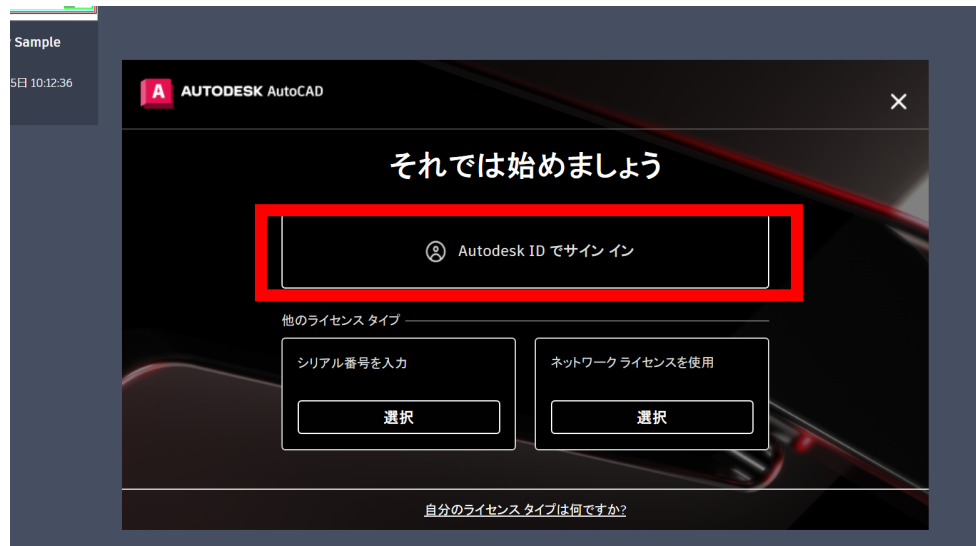 Sample
5日 10:12:36
A AUTODESK AutoCAD
それでは始めましょう
Autodesk ID でサイン イン
他のライセンス タイプ
シリアル番号を入力
選択
ネットワーク ライセンスを使用
選択
自分のライセンス タイプは何ですか?